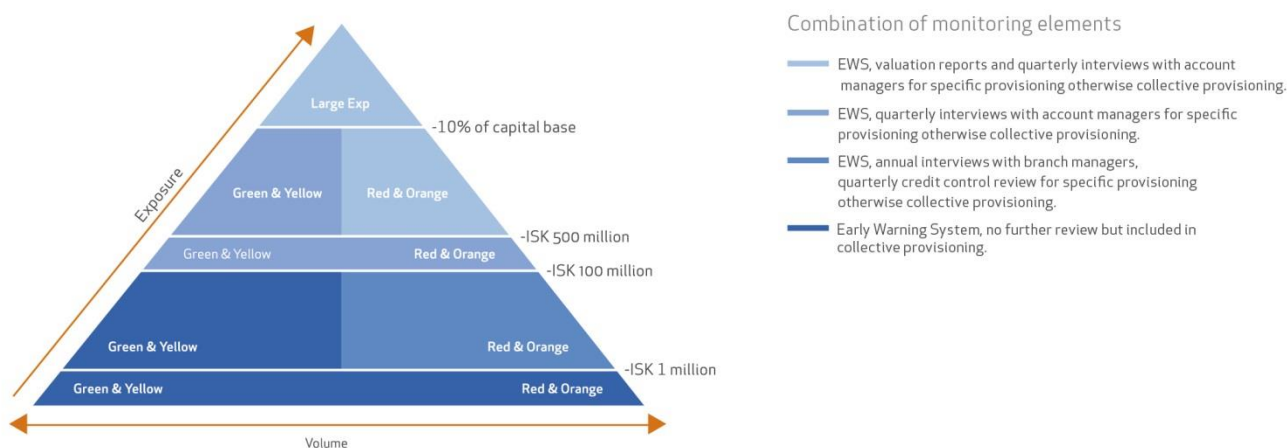 Combination of monitoring elements
EWS, valuation reports and quarterly interviews with account
managers for specific provisioning otherwise collective provisioning.
EWS, quarterly interviews with account managers for specific
provisioning otherwise collective provisioning.
EWS, annual interviews with branch managers,
quarterly credit control review for specific provisioning
otherwise collective provisioning.
Early Warning System, no further review but included in
collective provisioning.
Exposure
Large Exp
-10% of capital base
Green & Yellow
Red & Orange
-ISK 500 million
Green & Yellow
Red & Orange
-ISK 100 million
Green & Yellow
Red & Orange
-ISK 1 million
Green & Yellow
Red & Orange
Volume